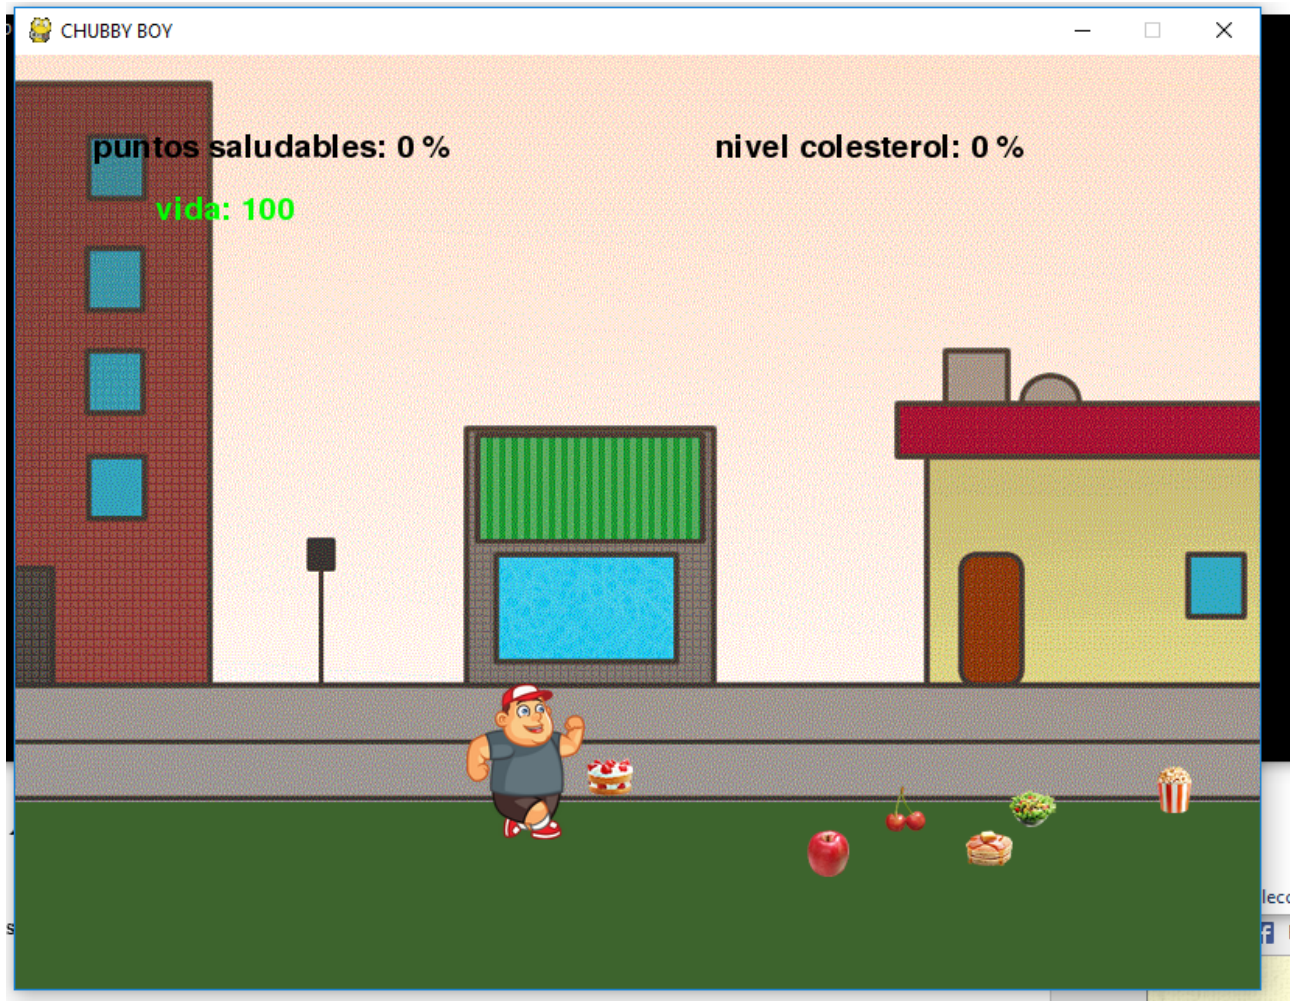 CHUBBY BOY
puntos saludables: 0 %
nivel colesterol: 0 %
vida: 100